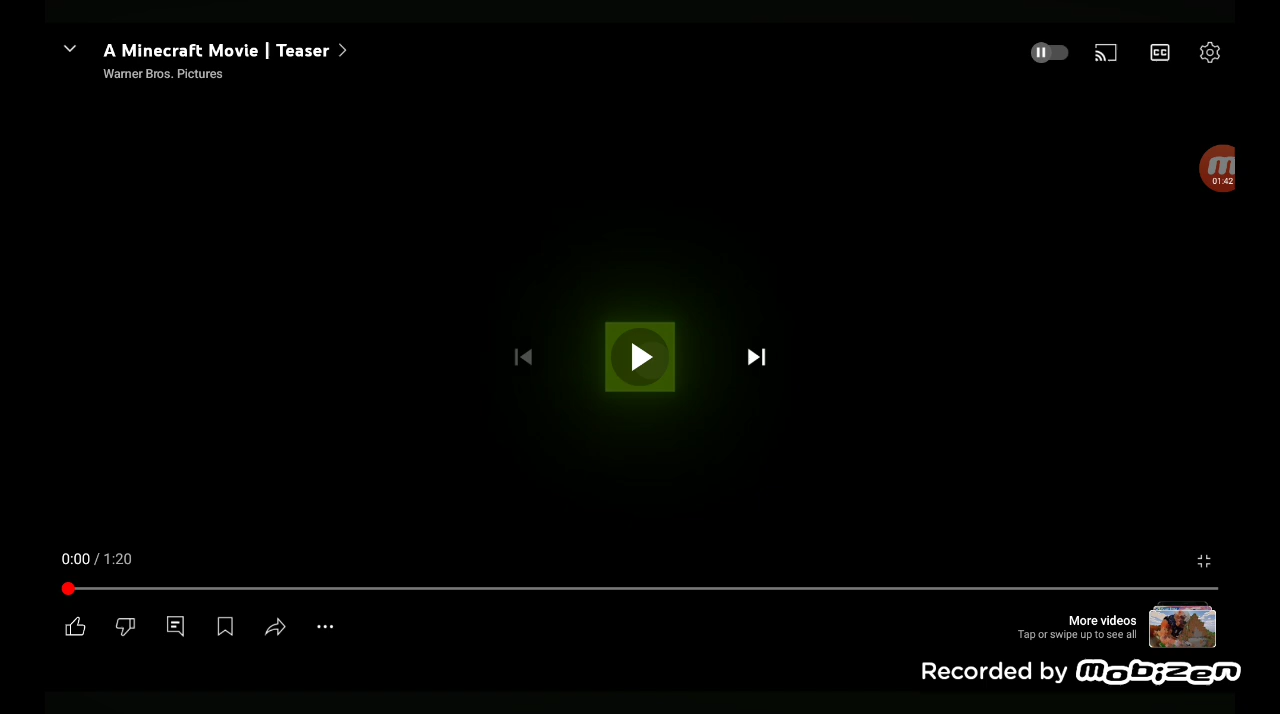 A Minecraft Movie | Teaser
Warner Bros. Pictures
CC
01:42
0:00 / 1:20
More videos
Tap or swipe up to see all
Recorded by Mobizen